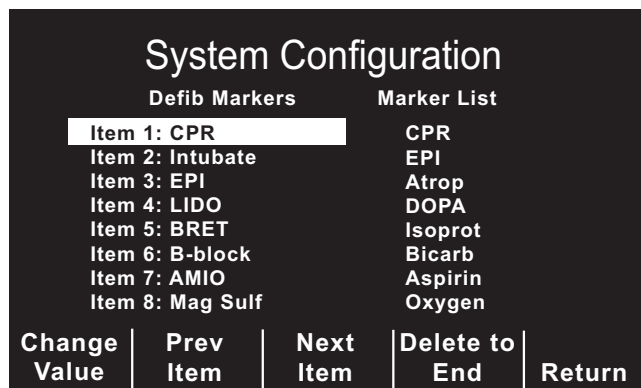 System Configuration
Defib Markers Marker List
Item 1: CPR CPR
Item 2: Intubate EPI
Item 3: EPI Atrop
Item 4: LIDO DOPA
Item 5: BRET Isoprot
Item 6: B-block Bicarb
Item 7: AMIO Aspirin
Item 8: Mag Sulf Oxygen
Change Prev Next Delete to
Value Item Item End Return